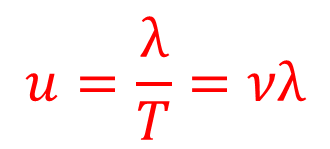 u = λ/T = νλ